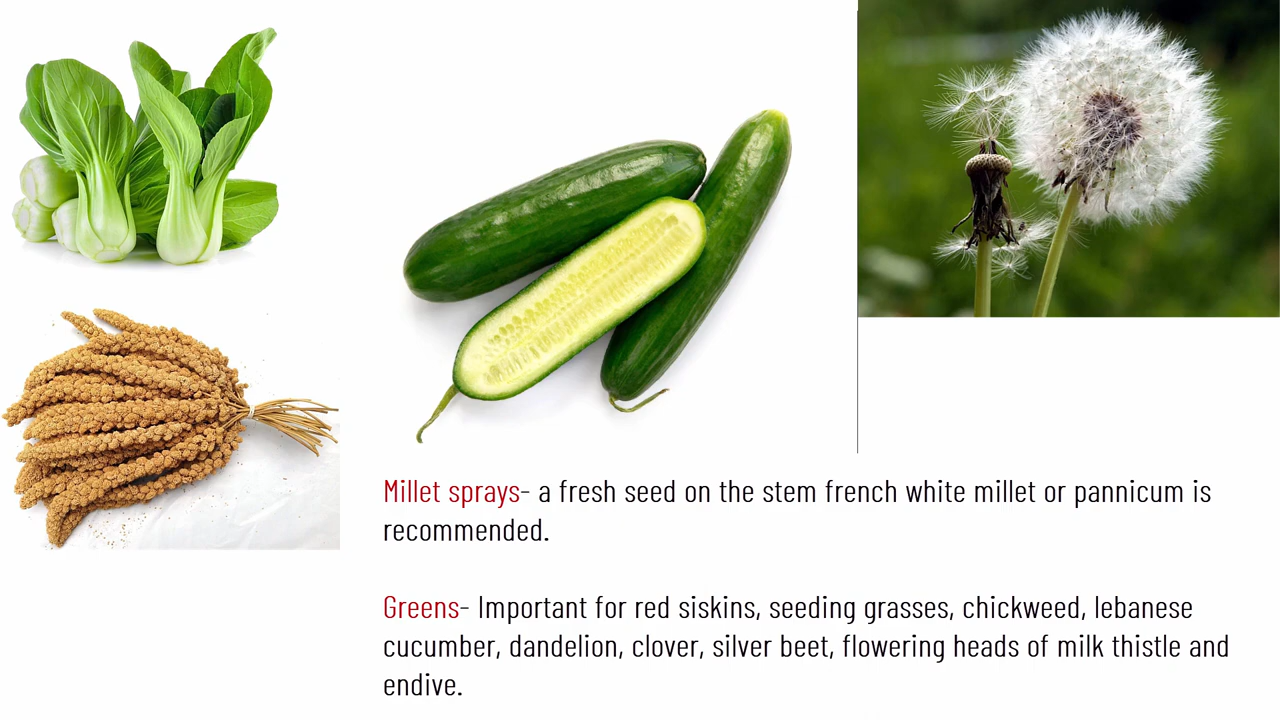 Millet sprays- a fresh seed on the stem french white millet or pannicum is
recommended.
Greens- Important for red siskins, seeding grasses, chickweed, lebanese
cucumber, dandelion, clover, silver beet, flowering heads of milk thistle and
endive.